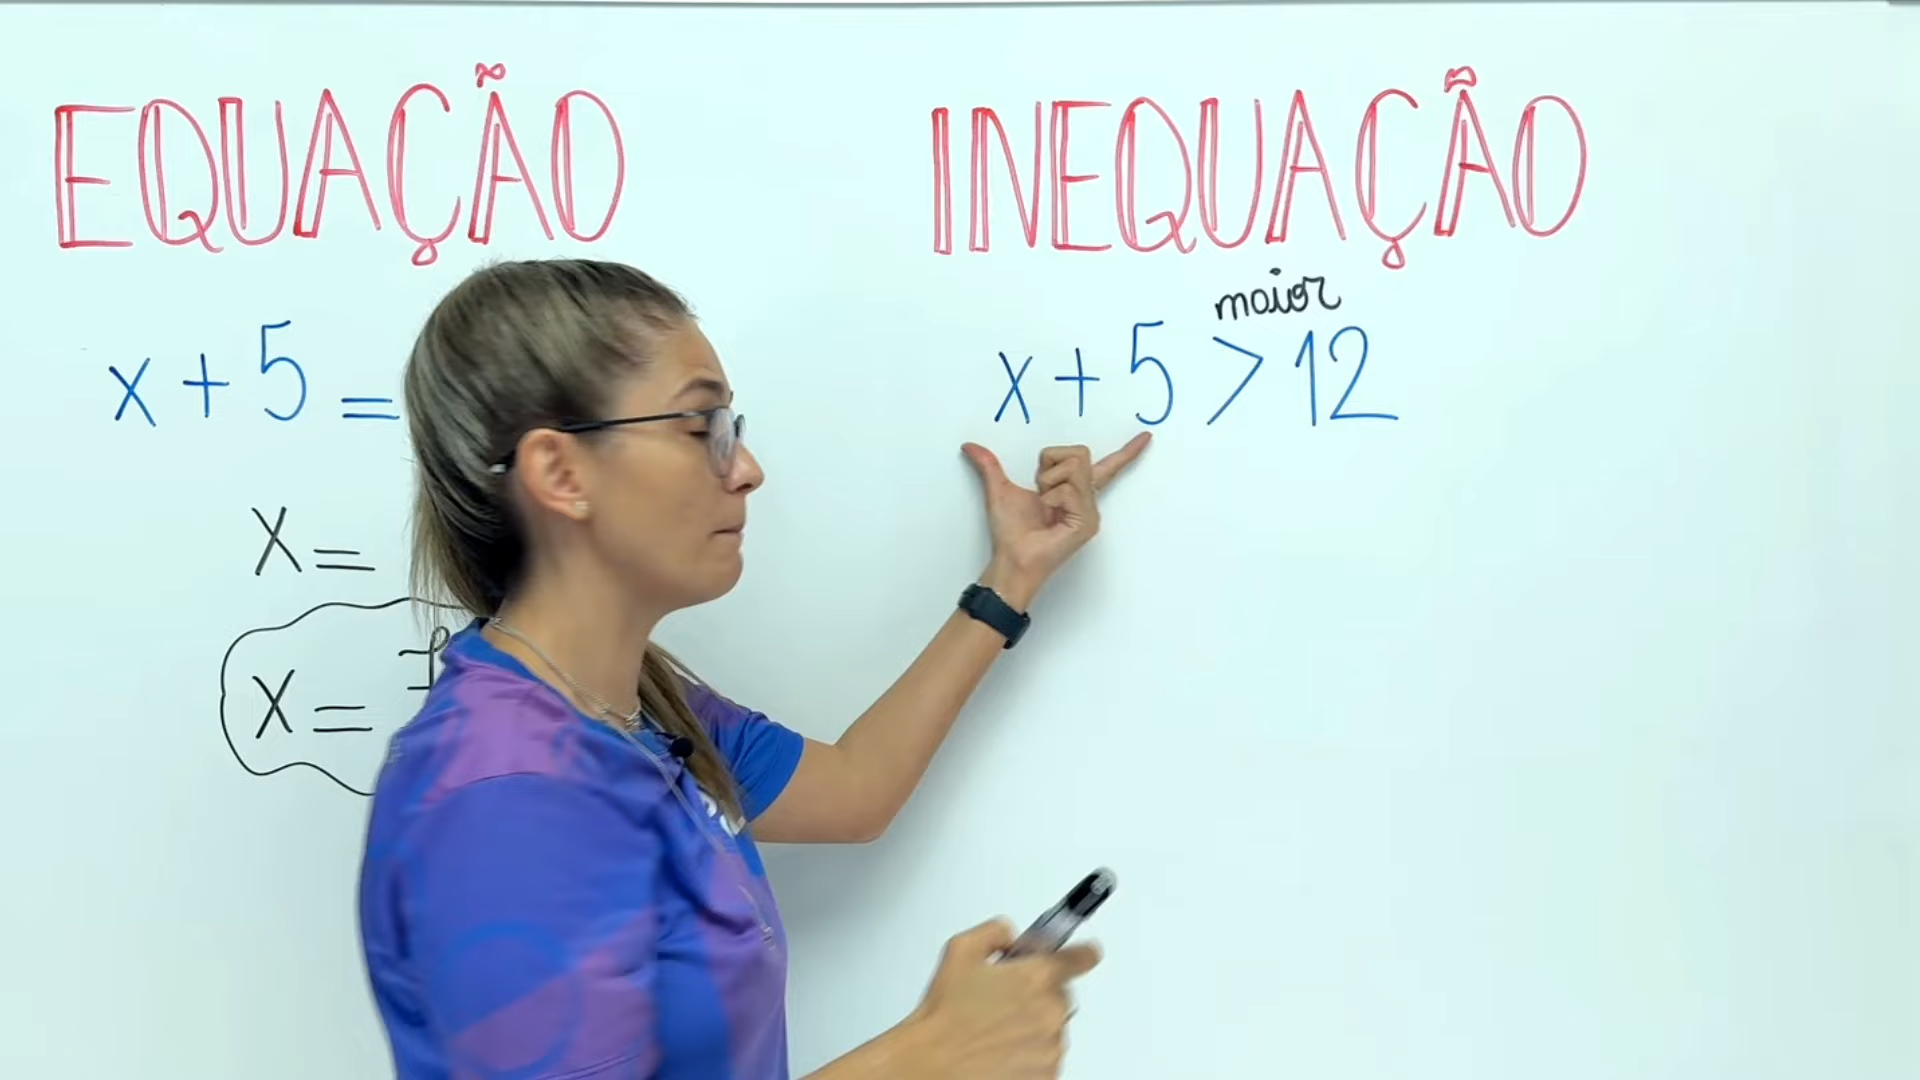 EQUAÇÃO
x + 5 =
x =
x =
INEQUAÇÃO
maior
x + 5 > 12